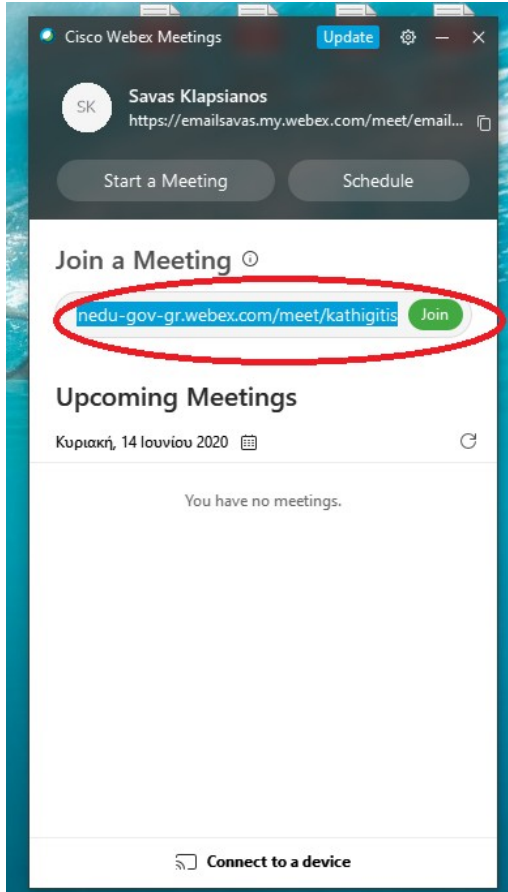 Cisco Webex Meetings Update
SK
Savas Klapsianos
https://emailsavas.my.webex.com/meet/email...
Start a Meeting Schedule
Join a Meeting
nedu-gov-gr.webex.com/meet/kathigitis Join
Upcoming Meetings
Κυριακή, 14 Ιουνίου 2020
You have no meetings.
Connect to a device